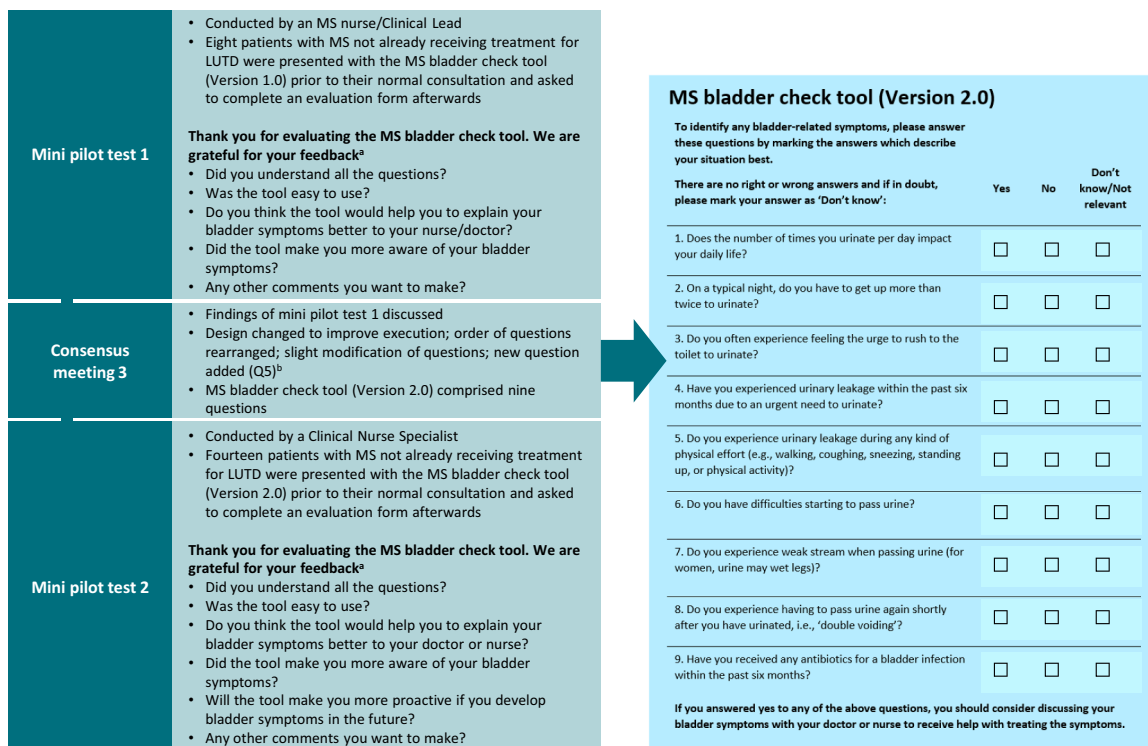 Mini pilot test 1
• Conducted by an MS nurse/Clinical Lead
• Eight patients with MS not already receiving treatment for
LUTD were presented with the MS bladder check tool
(Version 1.0) prior to their normal consultation and asked
to complete an evaluation form afterwards
Thank you for evaluating the MS bladder check tool. We are
grateful for your feedbackᵃ
• Did you understand all the questions?
• Was the tool easy to use?
• Do you think the tool would help you to explain your
bladder symptoms better to your nurse/doctor?
• Did the tool make you more aware of your bladder
symptoms?
• Any other comments you want to make?
Consensus
meeting 3
• Findings of mini pilot test 1 discussed
• Design changed to improve execution; order of questions
rearranged; slight modification of questions; new question
added (Q5)ᵇ
• MS bladder check tool (Version 2.0) comprised nine
questions
Mini pilot test 2
• Conducted by a Clinical Nurse Specialist
• Fourteen patients with MS not already receiving treatment
for LUTD were presented with the MS bladder check tool
(Version 2.0) prior to their normal consultation and asked
to complete an evaluation form afterwards
Thank you for evaluating the MS bladder check tool. We are
grateful for your feedbackᵃ
• Did you understand all the questions?
• Was the tool easy to use?
• Do you think the tool would help you to explain your
bladder symptoms better to your doctor or nurse?
• Did the tool make you more aware of your bladder
symptoms?
• Will the tool make you more proactive if you develop
bladder symptoms in the future?
• Any other comments you want to make?
MS bladder check tool (Version 2.0)
To identify any bladder-related symptoms, please answer
these questions by marking the answers which describe
your situation best.
There are no right or wrong answers and if in doubt,
please mark your answer as ‘Don’t know’:
Yes
No
Don’t
know/Not
relevant
1. Does the number of times you urinate per day impact
your daily life?
2. On a typical night, do you have to get up more than
twice to urinate?
3. Do you often experience feeling the urge to rush to the
toilet to urinate?
4. Have you experienced urinary leakage within the past six
months due to an urgent need to urinate?
5. Do you experience urinary leakage during any kind of
physical effort (e.g., walking, coughing, sneezing, standing
up, or physical activity)?
6. Do you have difficulties starting to pass urine?
7. Do you experience weak stream when passing urine (for
women, urine may wet legs)?
8. Do you experience having to pass urine again shortly
after you have urinated, i.e., ‘double voiding’?
9. Have you received any antibiotics for a bladder infection
within the past six months?
If you answered yes to any of the above questions, you should consider discussing your
bladder symptoms with your doctor or nurse to receive help with treating the symptoms.